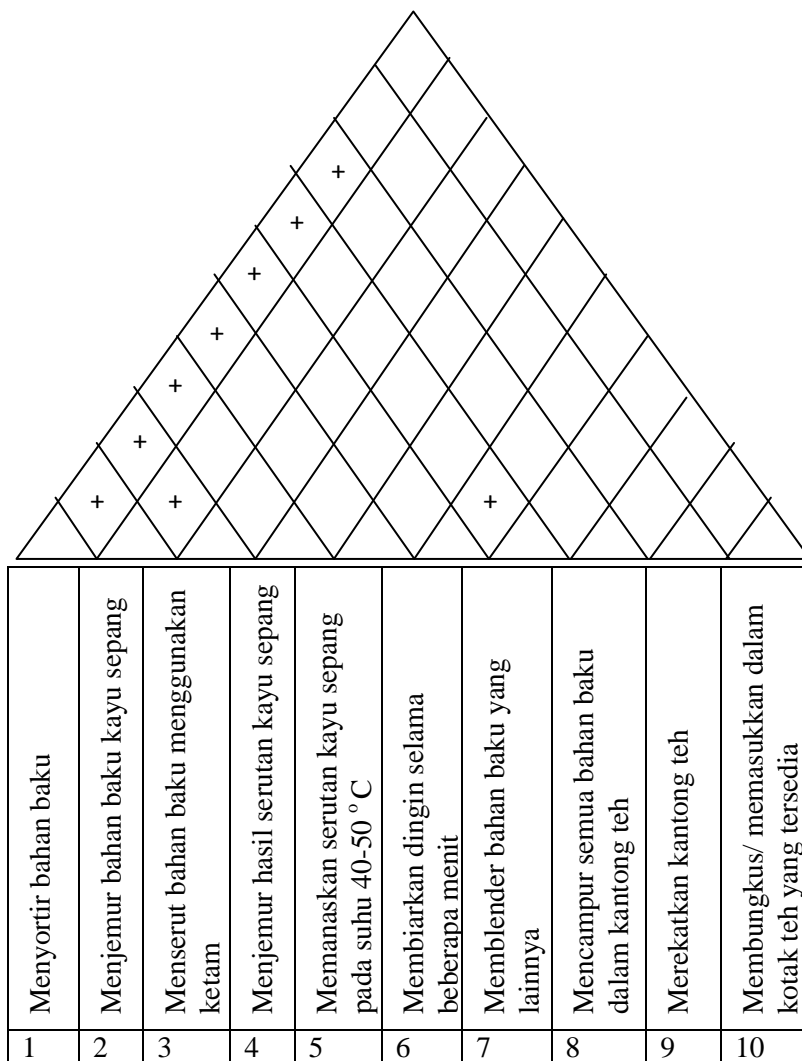 +
+
+
+
+
+
+ + +
Menyortir bahan baku
Menjemur bahan baku kayu sepang
Menserut bahan baku menggunakan
ketam
Menjemur hasil serutan kayu sepang
Memanaskan serutan kayu sepang
pada suhu 40-50 °C
Membiarkan dingin selama
beberapa menit
Memblender bahan baku yang
lainnya
Mencampur semua bahan baku
dalam kantong teh
Merekatkan kantong teh
Membungkus/ memasukkan dalam
kotak teh yang tersedia
1 2 3 4 5 6 7 8 9 10